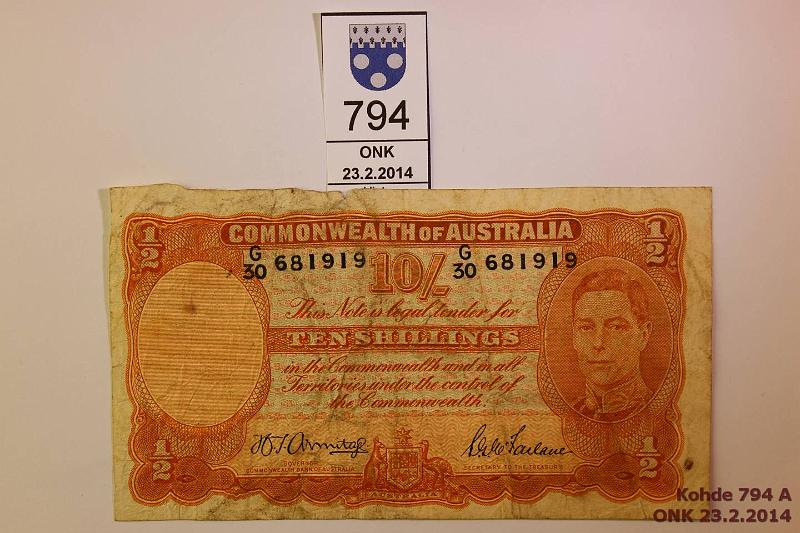 794
ONK
23.2.2014
1/2
1/2
COMMONWEALTH OF AUSTRALIA
G/30 681919
G/30 681919
10/-
This Note is legal tender for
TEN SHILLINGS
in the Commonwealth and in all
Territories under the control of
the Commonwealth.
H.T. Armitage
GOVERNOR
COMMONWEALTH BANK OF AUSTRALIA
S.G. McFarlane
SECRETARY TO THE TREASURY
1/2
1/2
AUSTRALIA
Kohde 794 A
ONK 23.2.2014